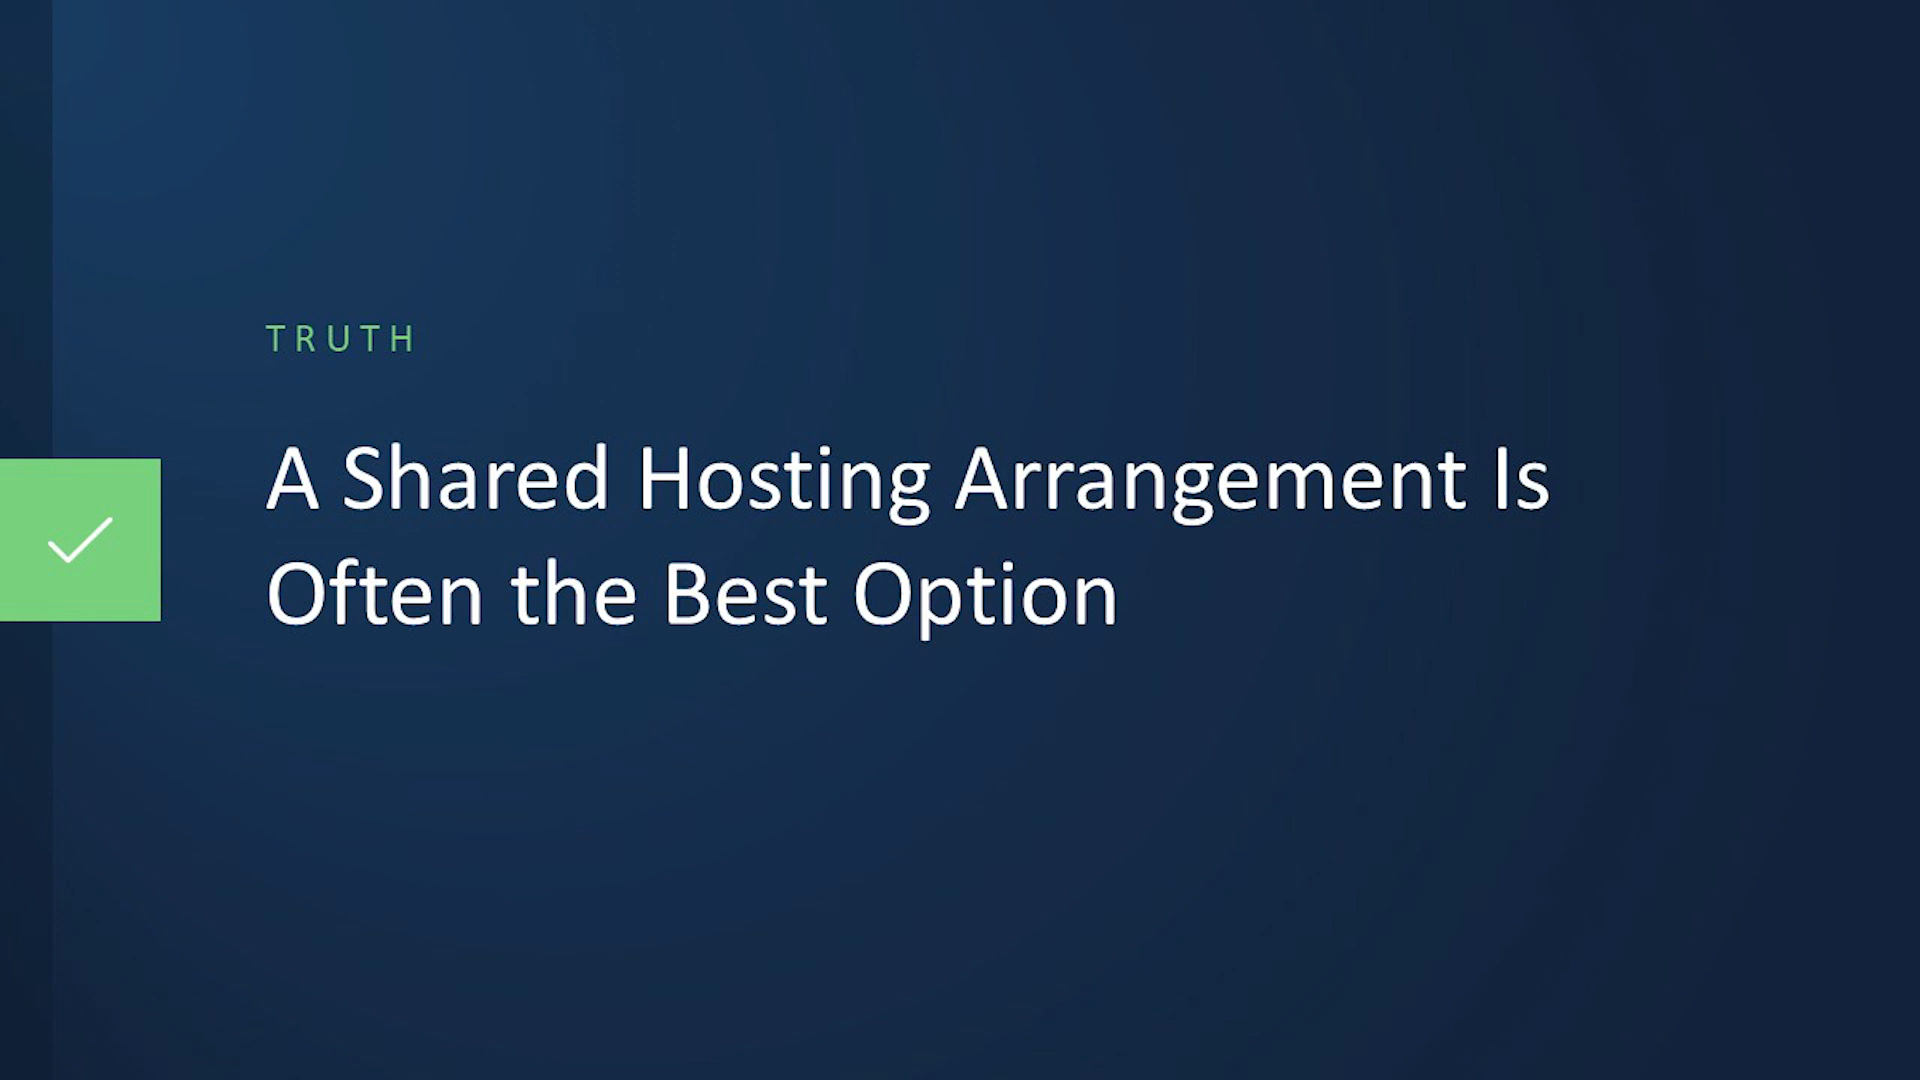 TRUTH
A Shared Hosting Arrangement Is
Often the Best Option